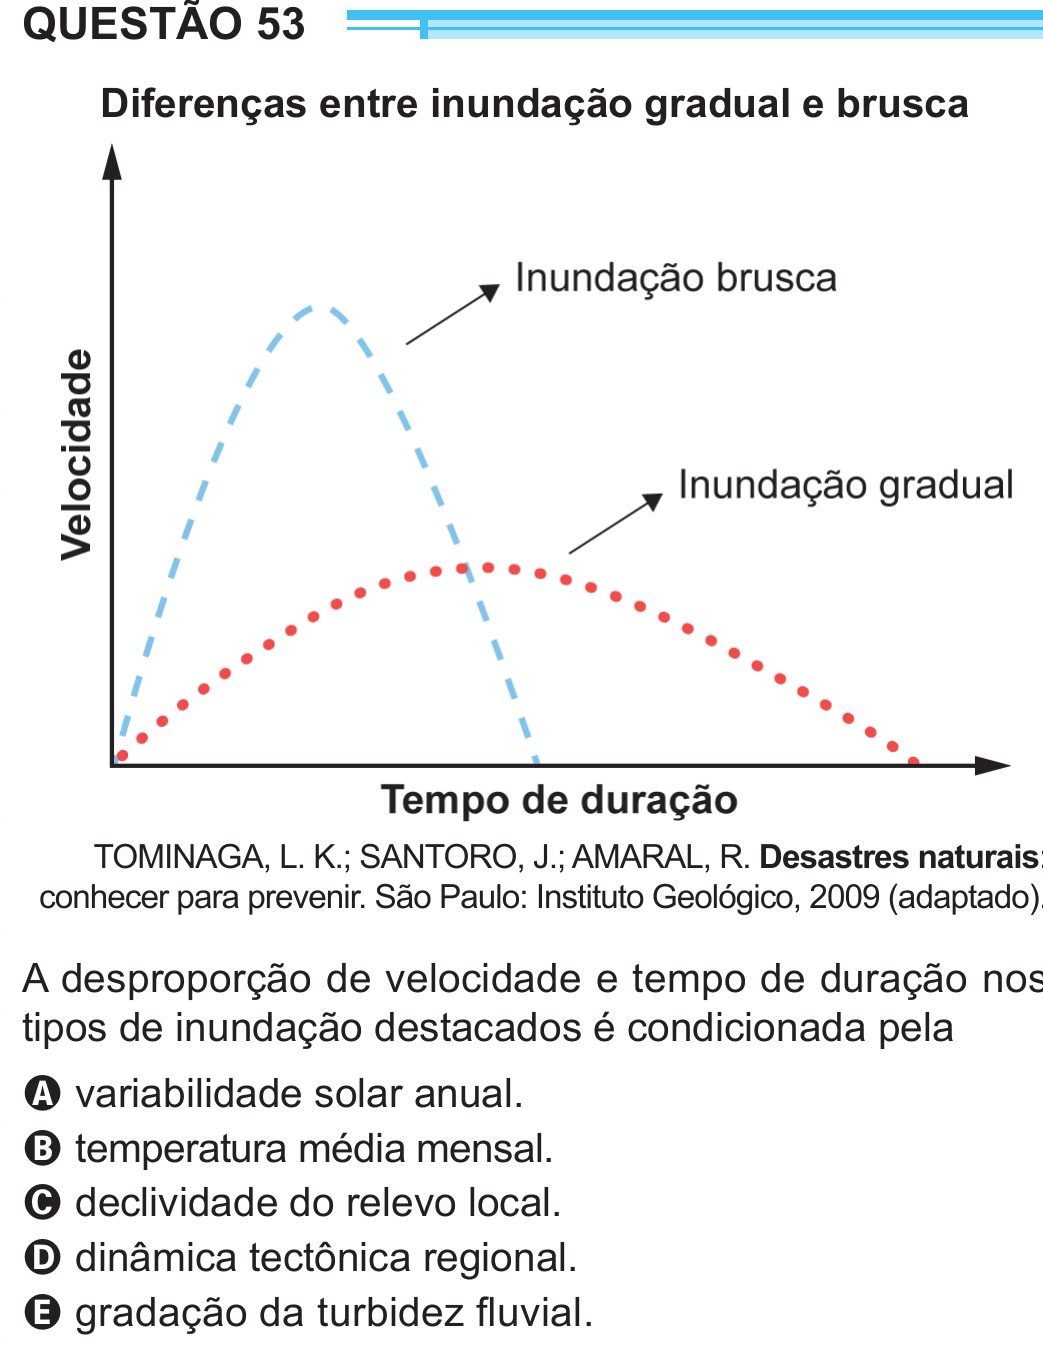 QUESTÃO 53
Diferenças entre inundação gradual e brusca
Inundação brusca
Velocidade
Inundação gradual
Tempo de duração
TOMINAGA, L. K.; SANTORO, J.; AMARAL, R. Desastres naturais:
conhecer para prevenir. São Paulo: Instituto Geológico, 2009 (adaptado).
A desproporção de velocidade e tempo de duração nos
tipos de inundação destacados é condicionada pela
A variabilidade solar anual.
B temperatura média mensal.
C declividade do relevo local.
D dinâmica tectônica regional.
E gradação da turbidez fluvial.